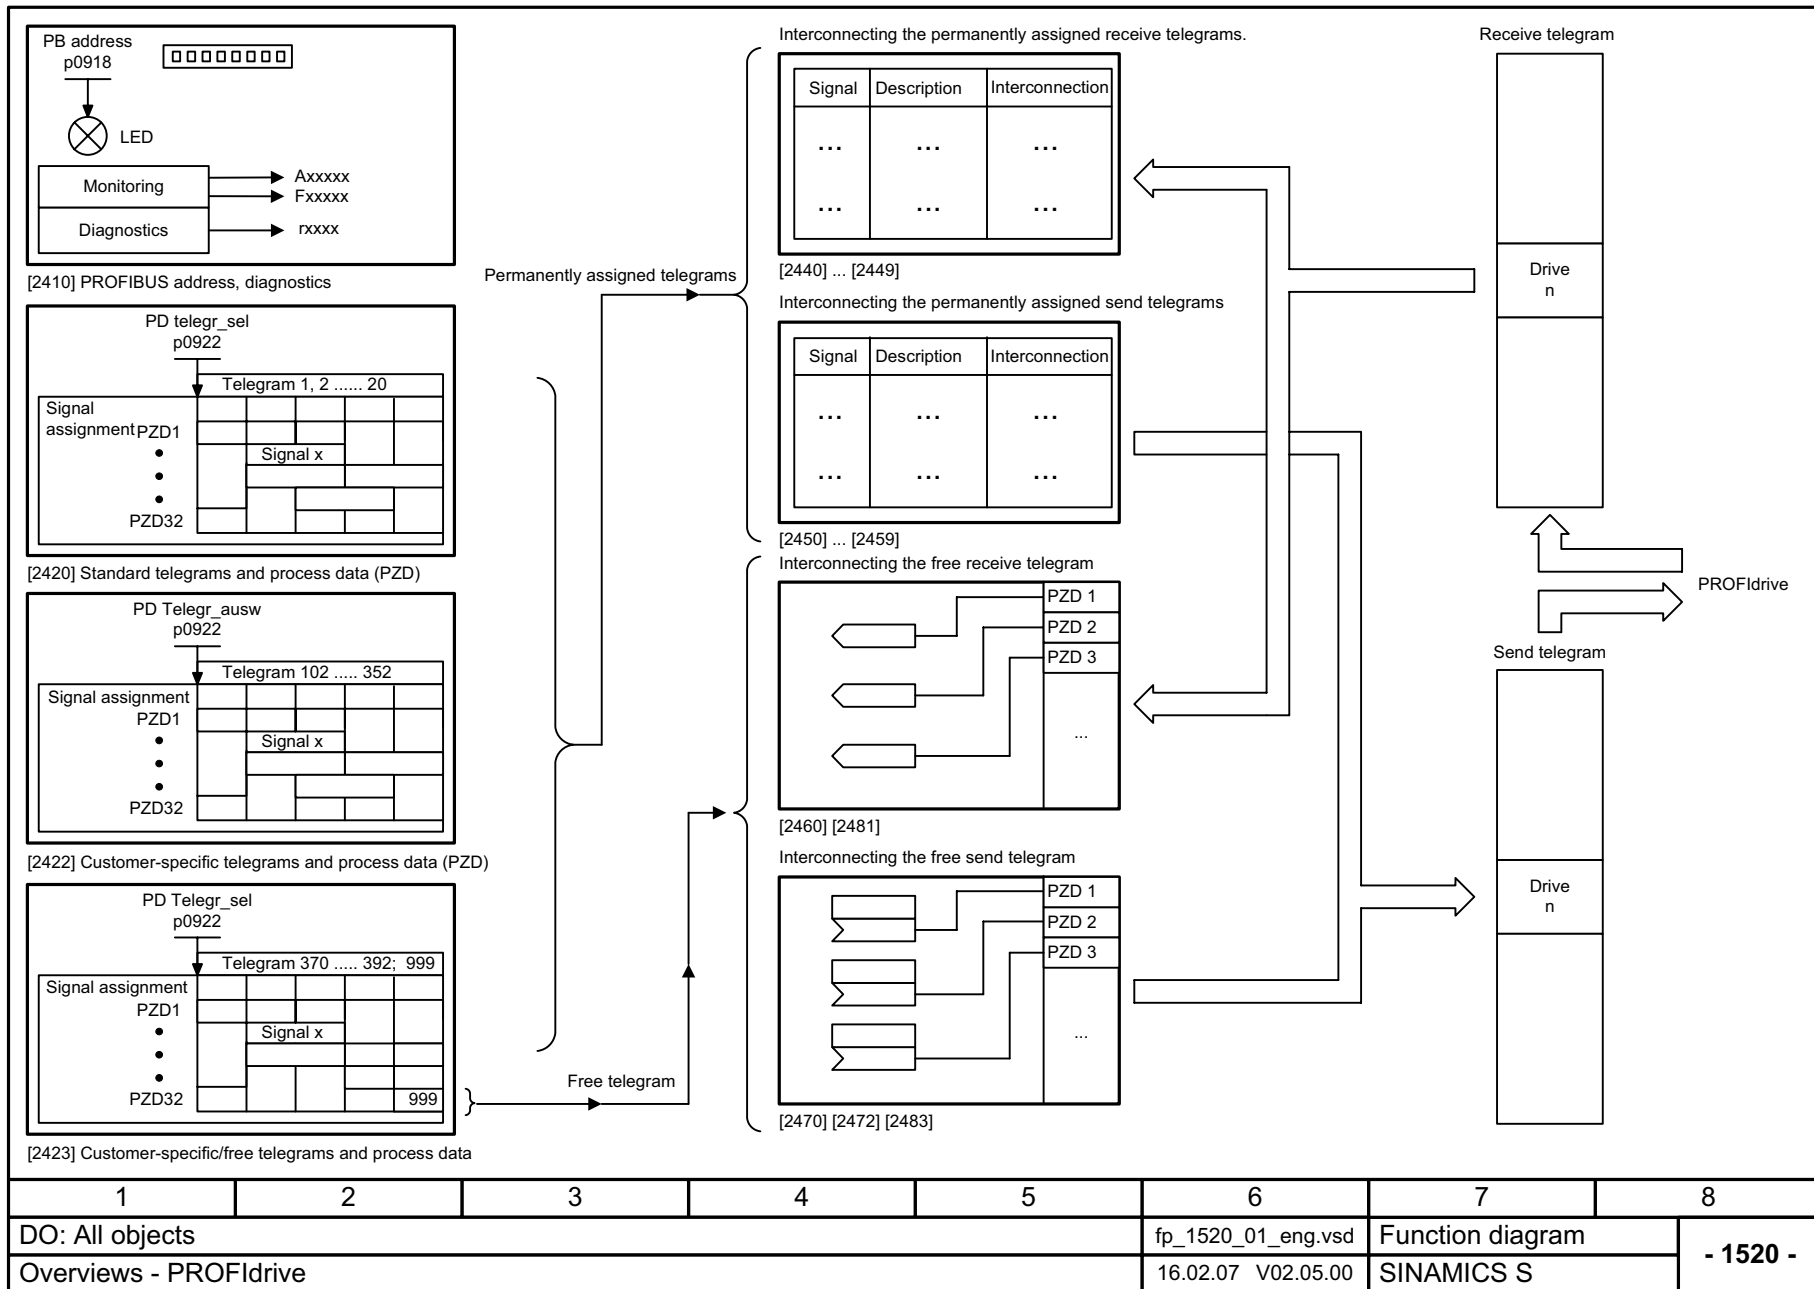 PB address
p0918
LED
Monitoring
Axxxxx
Fxxxxx
Diagnostics
rxxxx
[2410] PROFIBUS address, diagnostics
PD telegr_sel
p0922
Telegram 1, 2 ...... 20
Signal
assignment PZD1
Signal x
PZD32
[2420] Standard telegrams and process data (PZD)
PD Telegr_ausw
p0922
Telegram 102 ..... 352
Signal assignment
PZD1
Signal x
PZD32
[2422] Customer-specific telegrams and process data (PZD)
PD Telegr_sel
p0922
Telegram 370 ..... 392; 999
Signal assignment
PZD1
Signal x
PZD32
999
[2423] Customer-specific/free telegrams and process data
Permanently assigned telegrams
Free telegram
Interconnecting the permanently assigned receive telegrams.
Signal Description Interconnection
... ... ...
... ... ...
[2440] ... [2449]
Interconnecting the permanently assigned send telegrams
Signal Description Interconnection
... ... ...
... ... ...
[2450] ... [2459]
Interconnecting the free receive telegram
PZD 1
PZD 2
PZD 3
...
[2460] [2481]
Interconnecting the free send telegram
PZD 1
PZD 2
PZD 3
...
[2470] [2472] [2483]
Receive telegram
Drive
n
PROFIdrive
Send telegram
Drive
n
1 2 3 4 5 6 7 8
DO: All objects
fp_1520_01_eng.vsd
Function diagram
- 1520 -
Overviews - PROFIdrive
16.02.07 V02.05.00
SINAMICS S